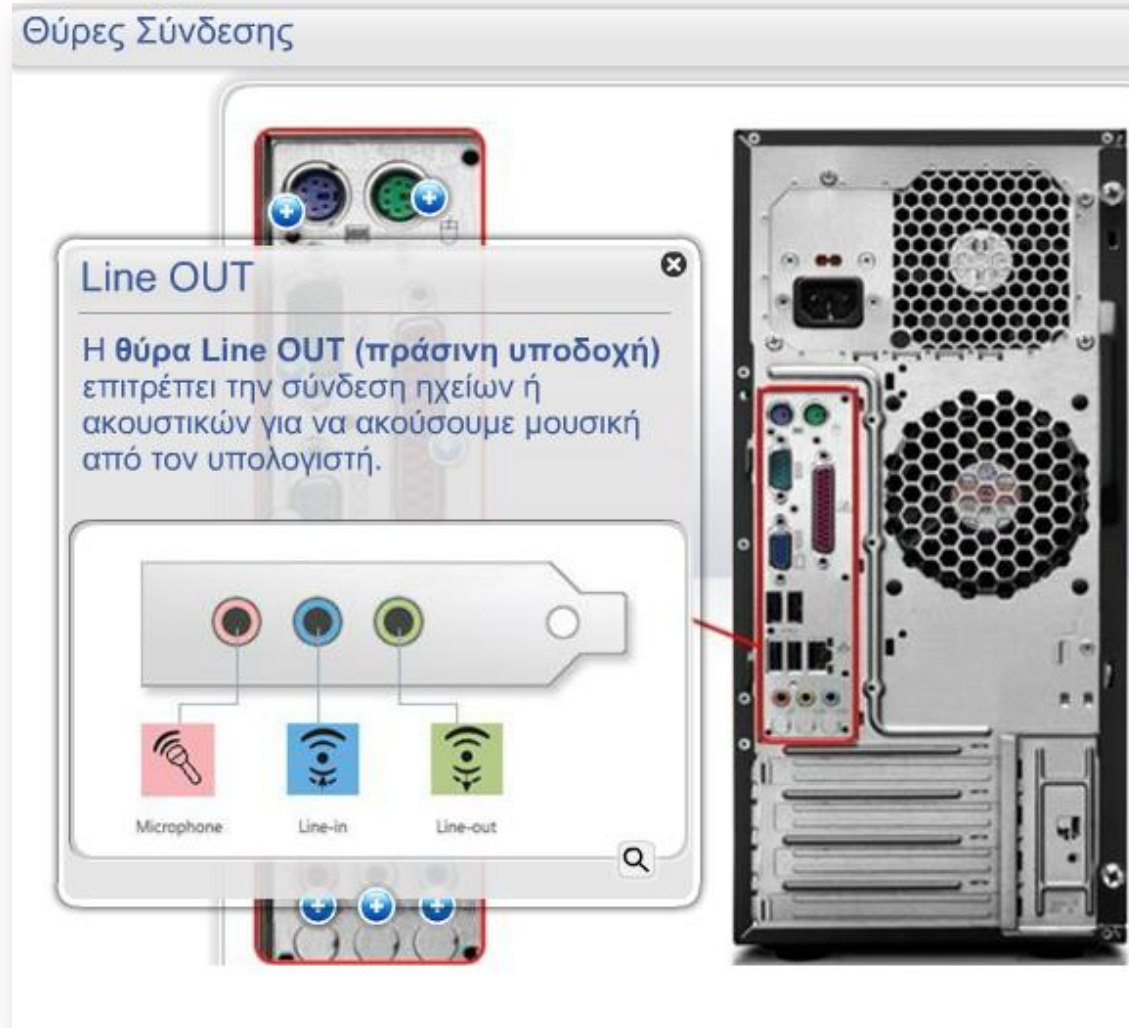 Θύρες Σύνδεσης
Line OUT
Η θύρα Line OUT (πράσινη υποδοχή)
επιτρέπει την σύνδεση ηχείων ή
ακουστικών για να ακούσουμε μουσική
από τον υπολογιστή.
Microphone
Line-in
Line-out